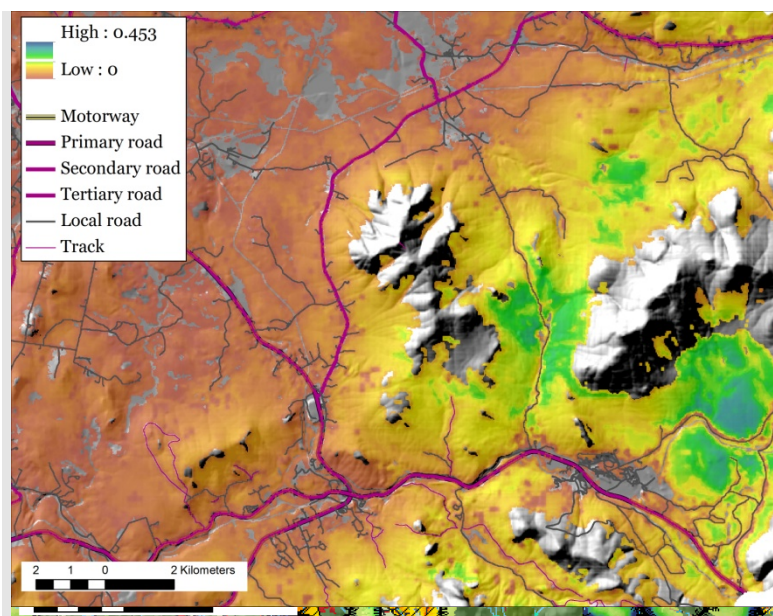 High : 0.453
Low : 0
Motorway
Primary road
Secondary road
Tertiary road
Local road
Track
2 1 0 2 Kilometers